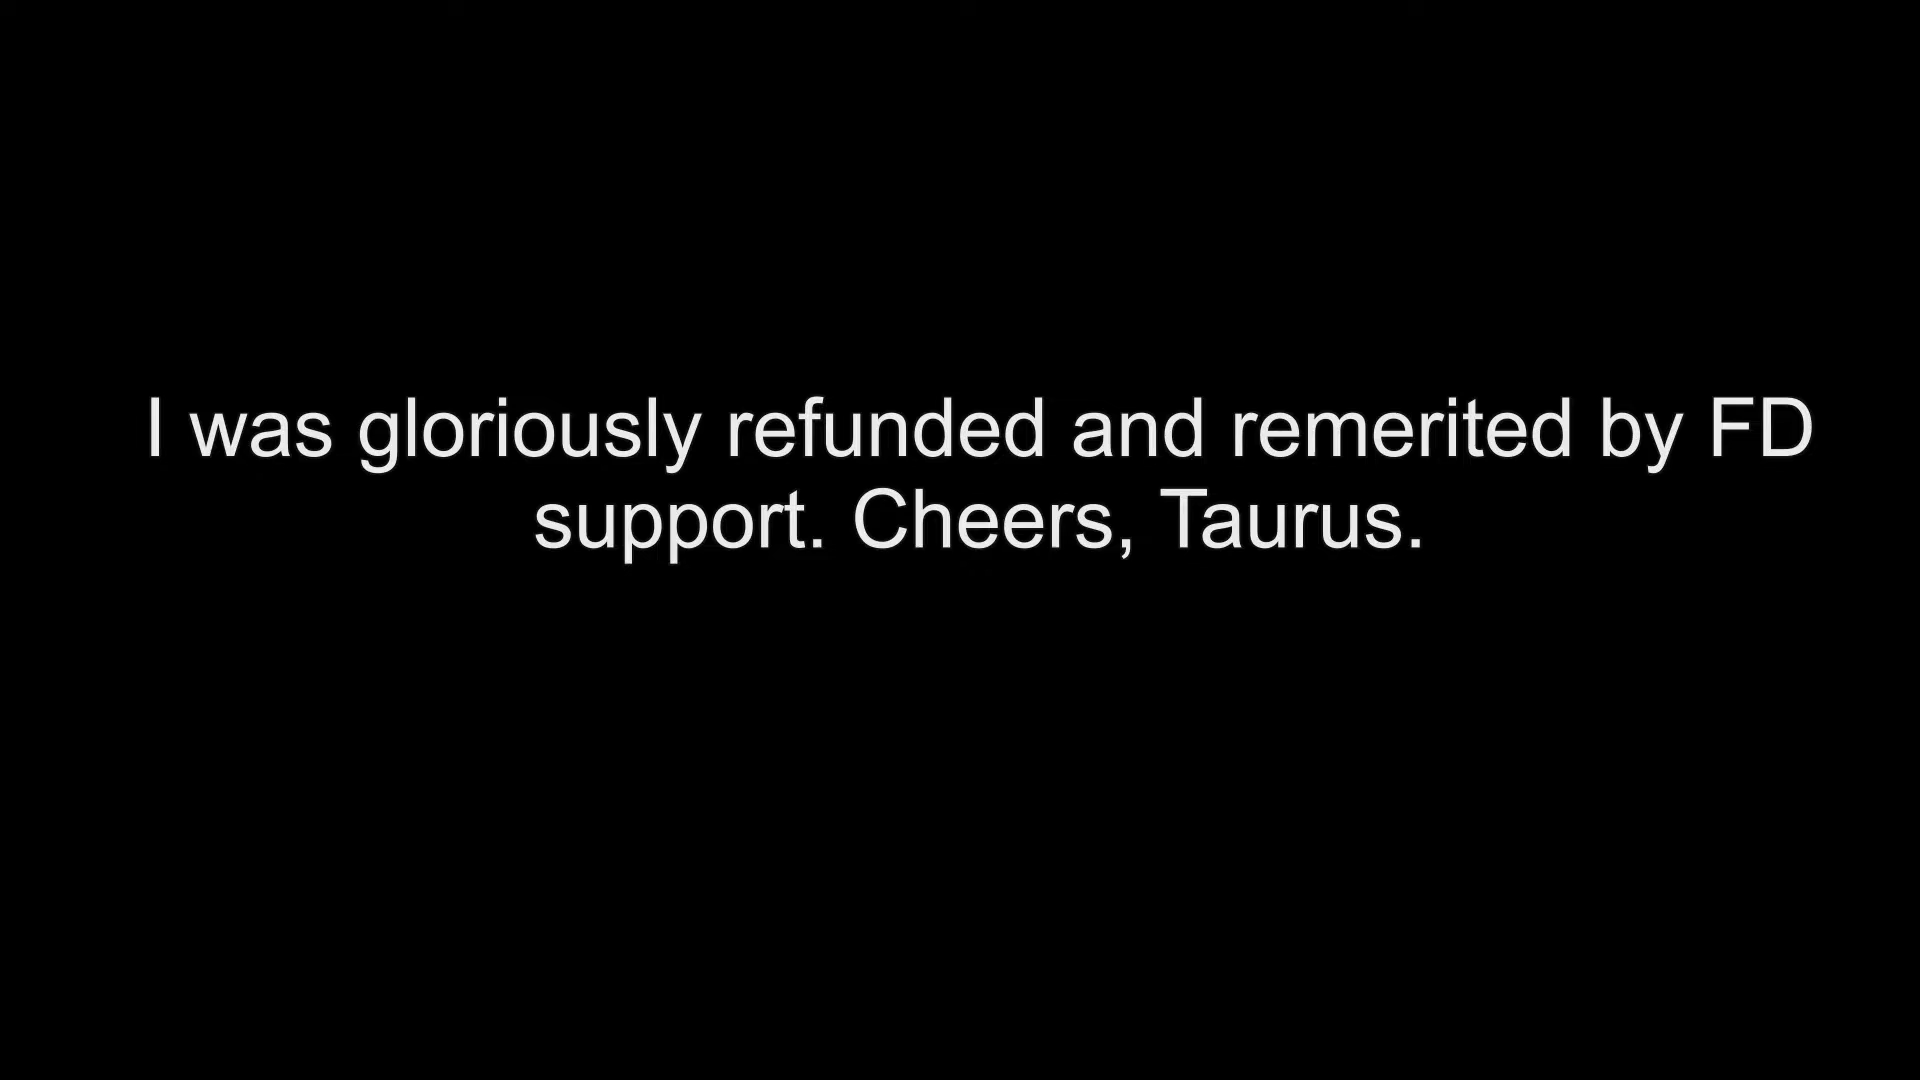 I was gloriously refunded and remerited by FD
support. Cheers, Taurus.